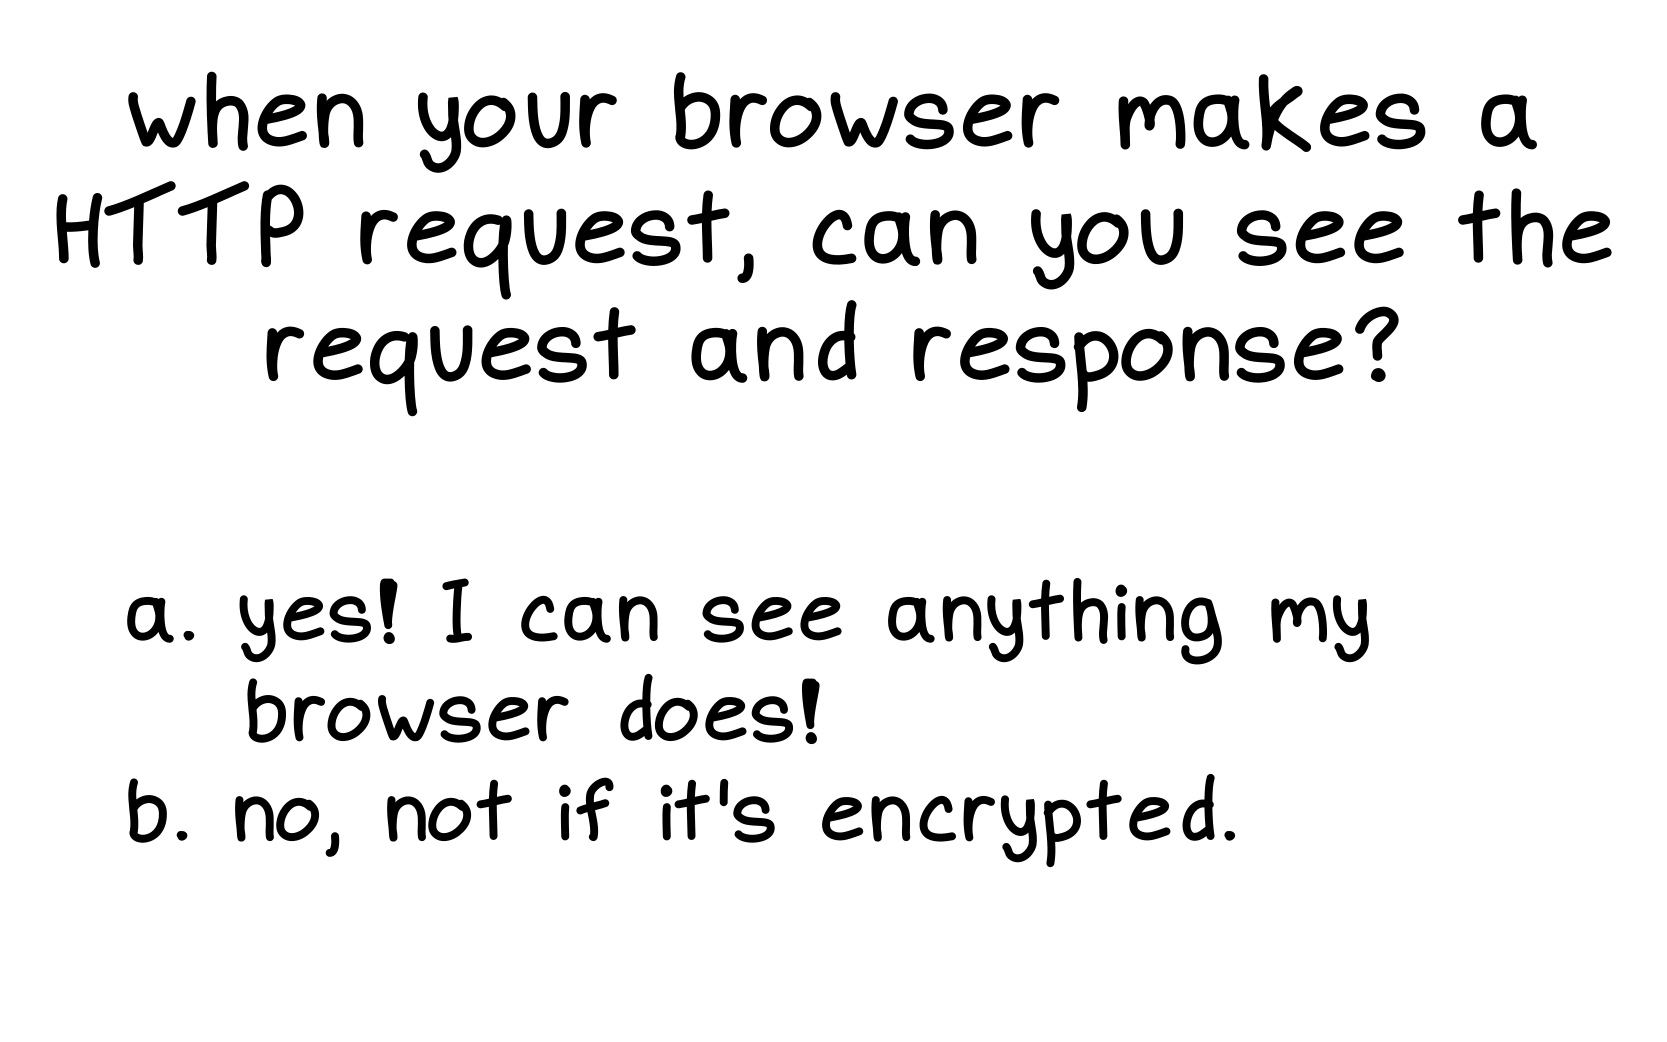 when your browser makes a
HTTP request, can you see the
request and response?
a. yes! I can see anything my
browser does!
b. no, not if it's encrypted.